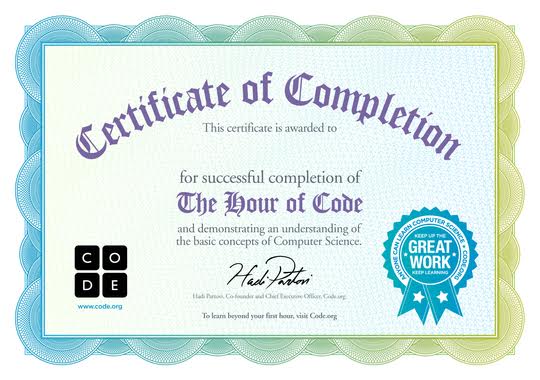 Certificate of Completion
This certificate is awarded to
for successful completion of
The Hour of Code
and demonstrating an understanding of
the basic concepts of Computer Science.
C O
D E
www.code.org
Hadi Partovi
Hadi Partovi, Co-founder and Chief Executive Officer, Code.org
To learn beyond your first hour, visit Code.org
ANYONE CAN LEARN COMPUTER SCIENCE • CODE.ORG •
KEEP UP THE
GREAT
WORK
KEEP LEARNING